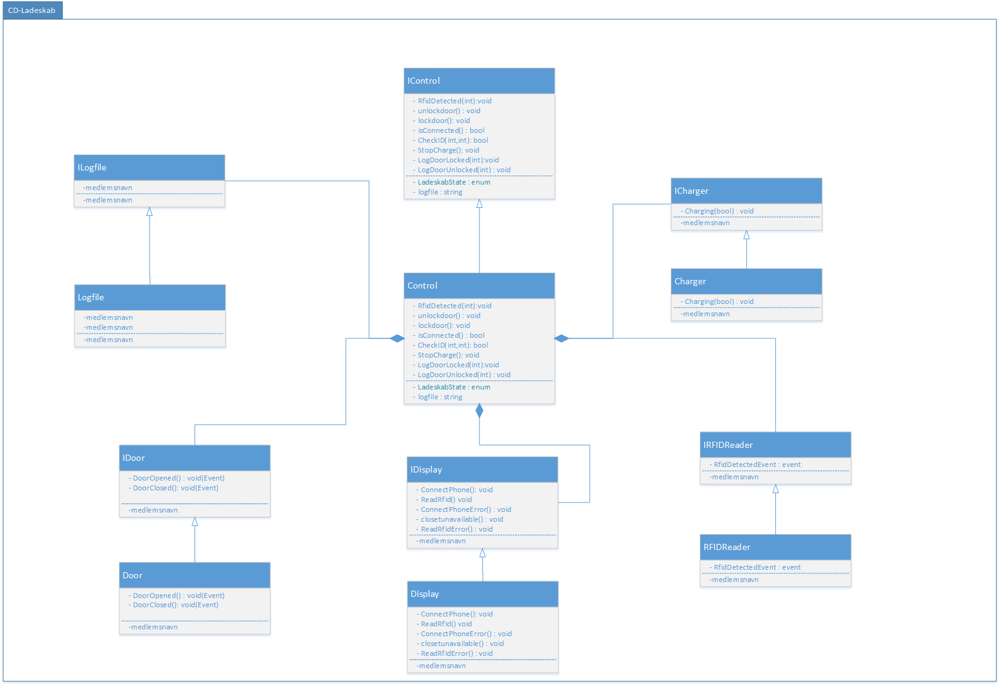 CD-Ladeskab
IControl
- RfidDetected(int):void
- unlockdoor() : void
- lockdoor(): void
- isConnected() : bool
- CheckID(int,int): bool
- StopCharge(): void
- LogDoorLocked(int):void
- LogDoorUnlocked(int) : void
- LadeskabState : enum
- logfile : string
ILogfile
-medlemsnavn
-medlemsnavn
ICharger
- Charging(bool) : void
-medlemsnavn
Control
- RfidDetected(int):void
- unlockdoor() : void
- lockdoor(): void
- isConnected() : bool
- CheckID(int,int): bool
- StopCharge(): void
- LogDoorLocked(int):void
- LogDoorUnlocked(int) : void
- LadeskabState : enum
- logfile : string
Charger
- Charging(bool) : void
-medlemsnavn
Logfile
-medlemsnavn
-medlemsnavn
-medlemsnavn
IDoor
- DoorOpened() : void(Event)
- DoorClosed(): void(Event)
-medlemsnavn
IDisplay
- ConnectPhone(): void
- ReadRfId() void
- ConnectPhoneError() : void
- closetunavailable() : void
- ReadRfIdError() : void
-medlemsnavn
IRFIDReader
- RfidDetectedEvent : event
-medlemsnavn
RFIDReader
- RfidDetectedEvent : event
-medlemsnavn
Door
- DoorOpened() : void(Event)
- DoorClosed(): void(Event)
-medlemsnavn
Display
- ConnectPhone(): void
- ReadRfId() void
- ConnectPhoneError() : void
- closetunavailable() : void
- ReadRfIdError() : void
-medlemsnavn